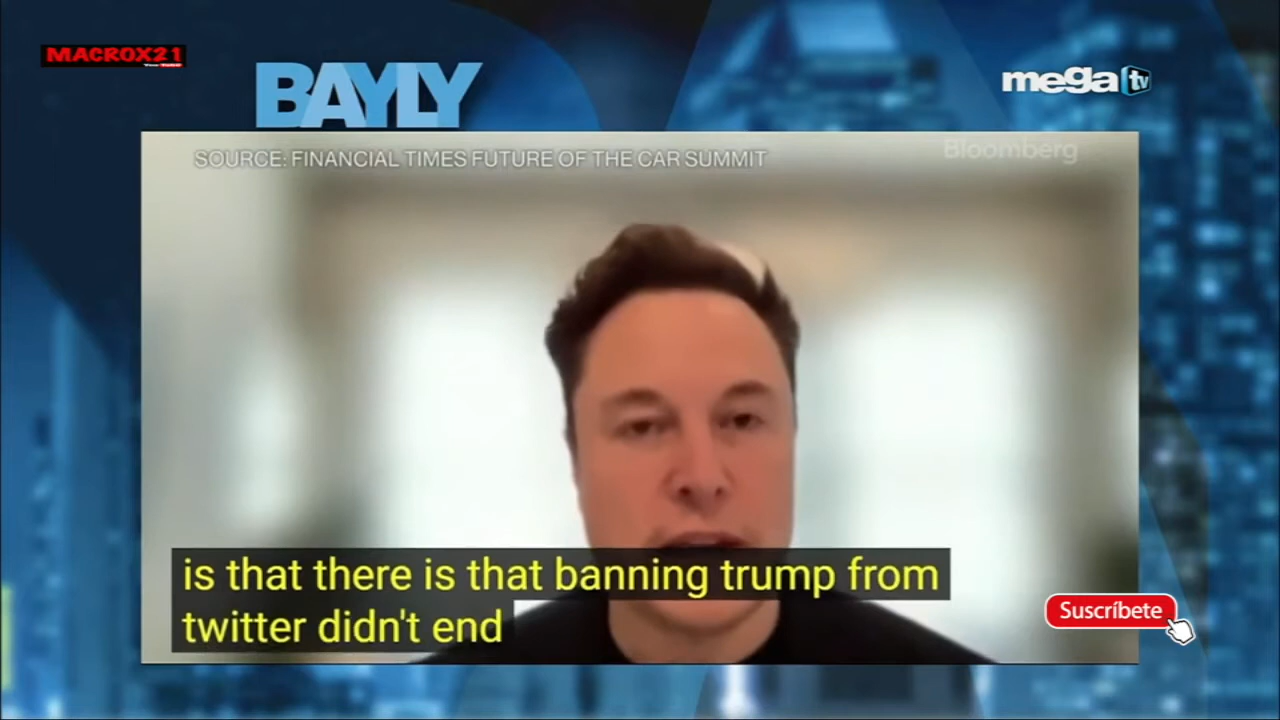 MACROX21
BAYLY
mega tv
SOURCE: FINANCIAL TIMES FUTURE OF THE CAR SUMMIT
Bloomberg
is that there is that banning trump from
twitter didn't end
Suscríbete